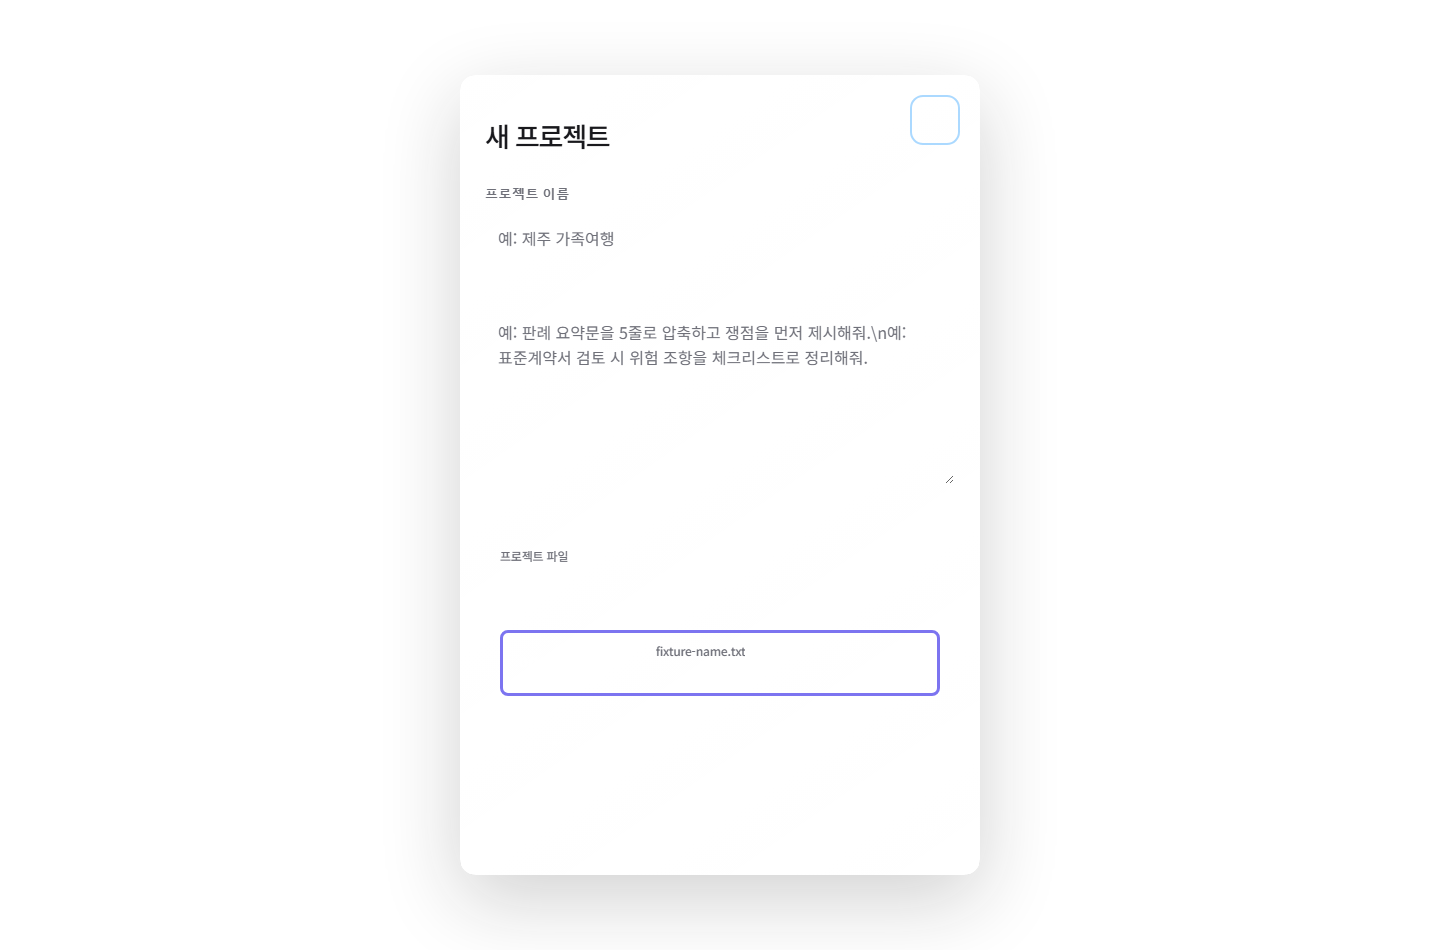 새 프로젝트
프로젝트 이름
예: 제주 가족여행
예: 판례 요약문을 5줄로 압축하고 쟁점을 먼저 제시해줘.\n예:
표준계약서 검토 시 위험 조항을 체크리스트로 정리해줘.
프로젝트 파일
fixture-name.txt